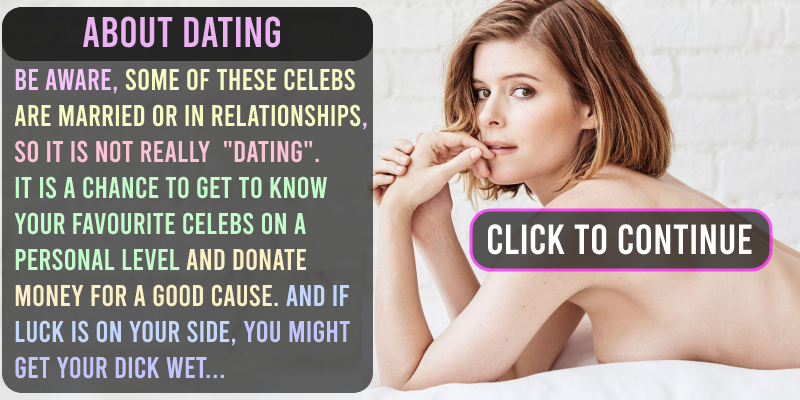 ABOUT DATING
BE AWARE, SOME OF THESE CELEBS
ARE MARRIED OR IN RELATIONSHIPS,
SO IT IS NOT REALLY "DATING".
IT IS A CHANCE TO GET TO KNOW
YOUR FAVOURITE CELEBS ON A
PERSONAL LEVEL AND DONATE
MONEY FOR A GOOD CAUSE. AND IF
LUCK IS ON YOUR SIDE, YOU MIGHT
GET YOUR DICK WET...
CLICK TO CONTINUE